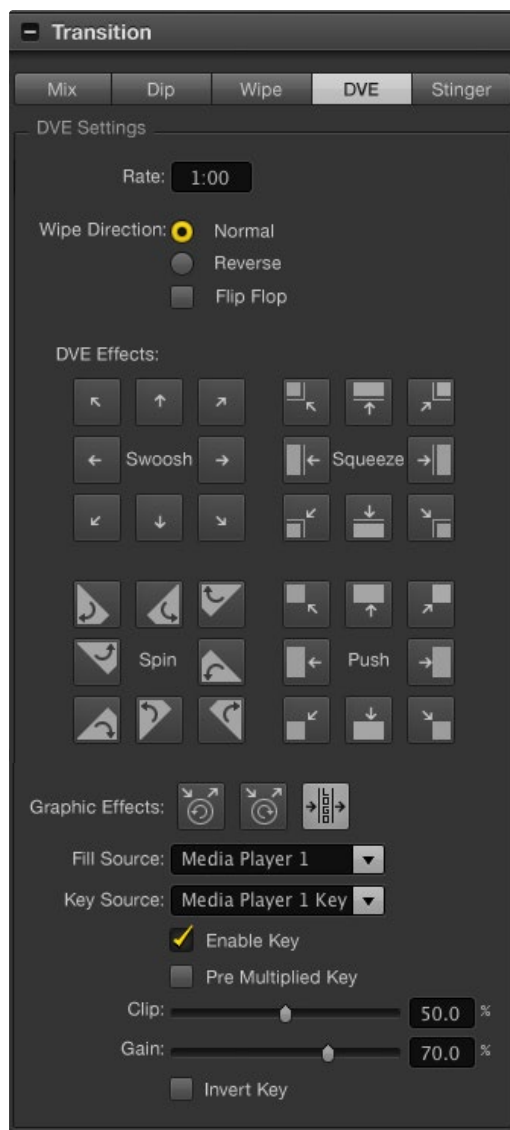 Transition
Mix Dip Wipe DVE Stinger
DVE Settings
Rate: 1:00
Wipe Direction: Normal
Reverse
Flip Flop
DVE Effects:
Swoosh Squeeze
Spin Push
Graphic Effects: LOGO
Fill Source: Media Player 1
Key Source: Media Player 1 Key
Enable Key
Pre Multiplied Key
Clip: 50.0 %
Gain: 70.0 %
Invert Key